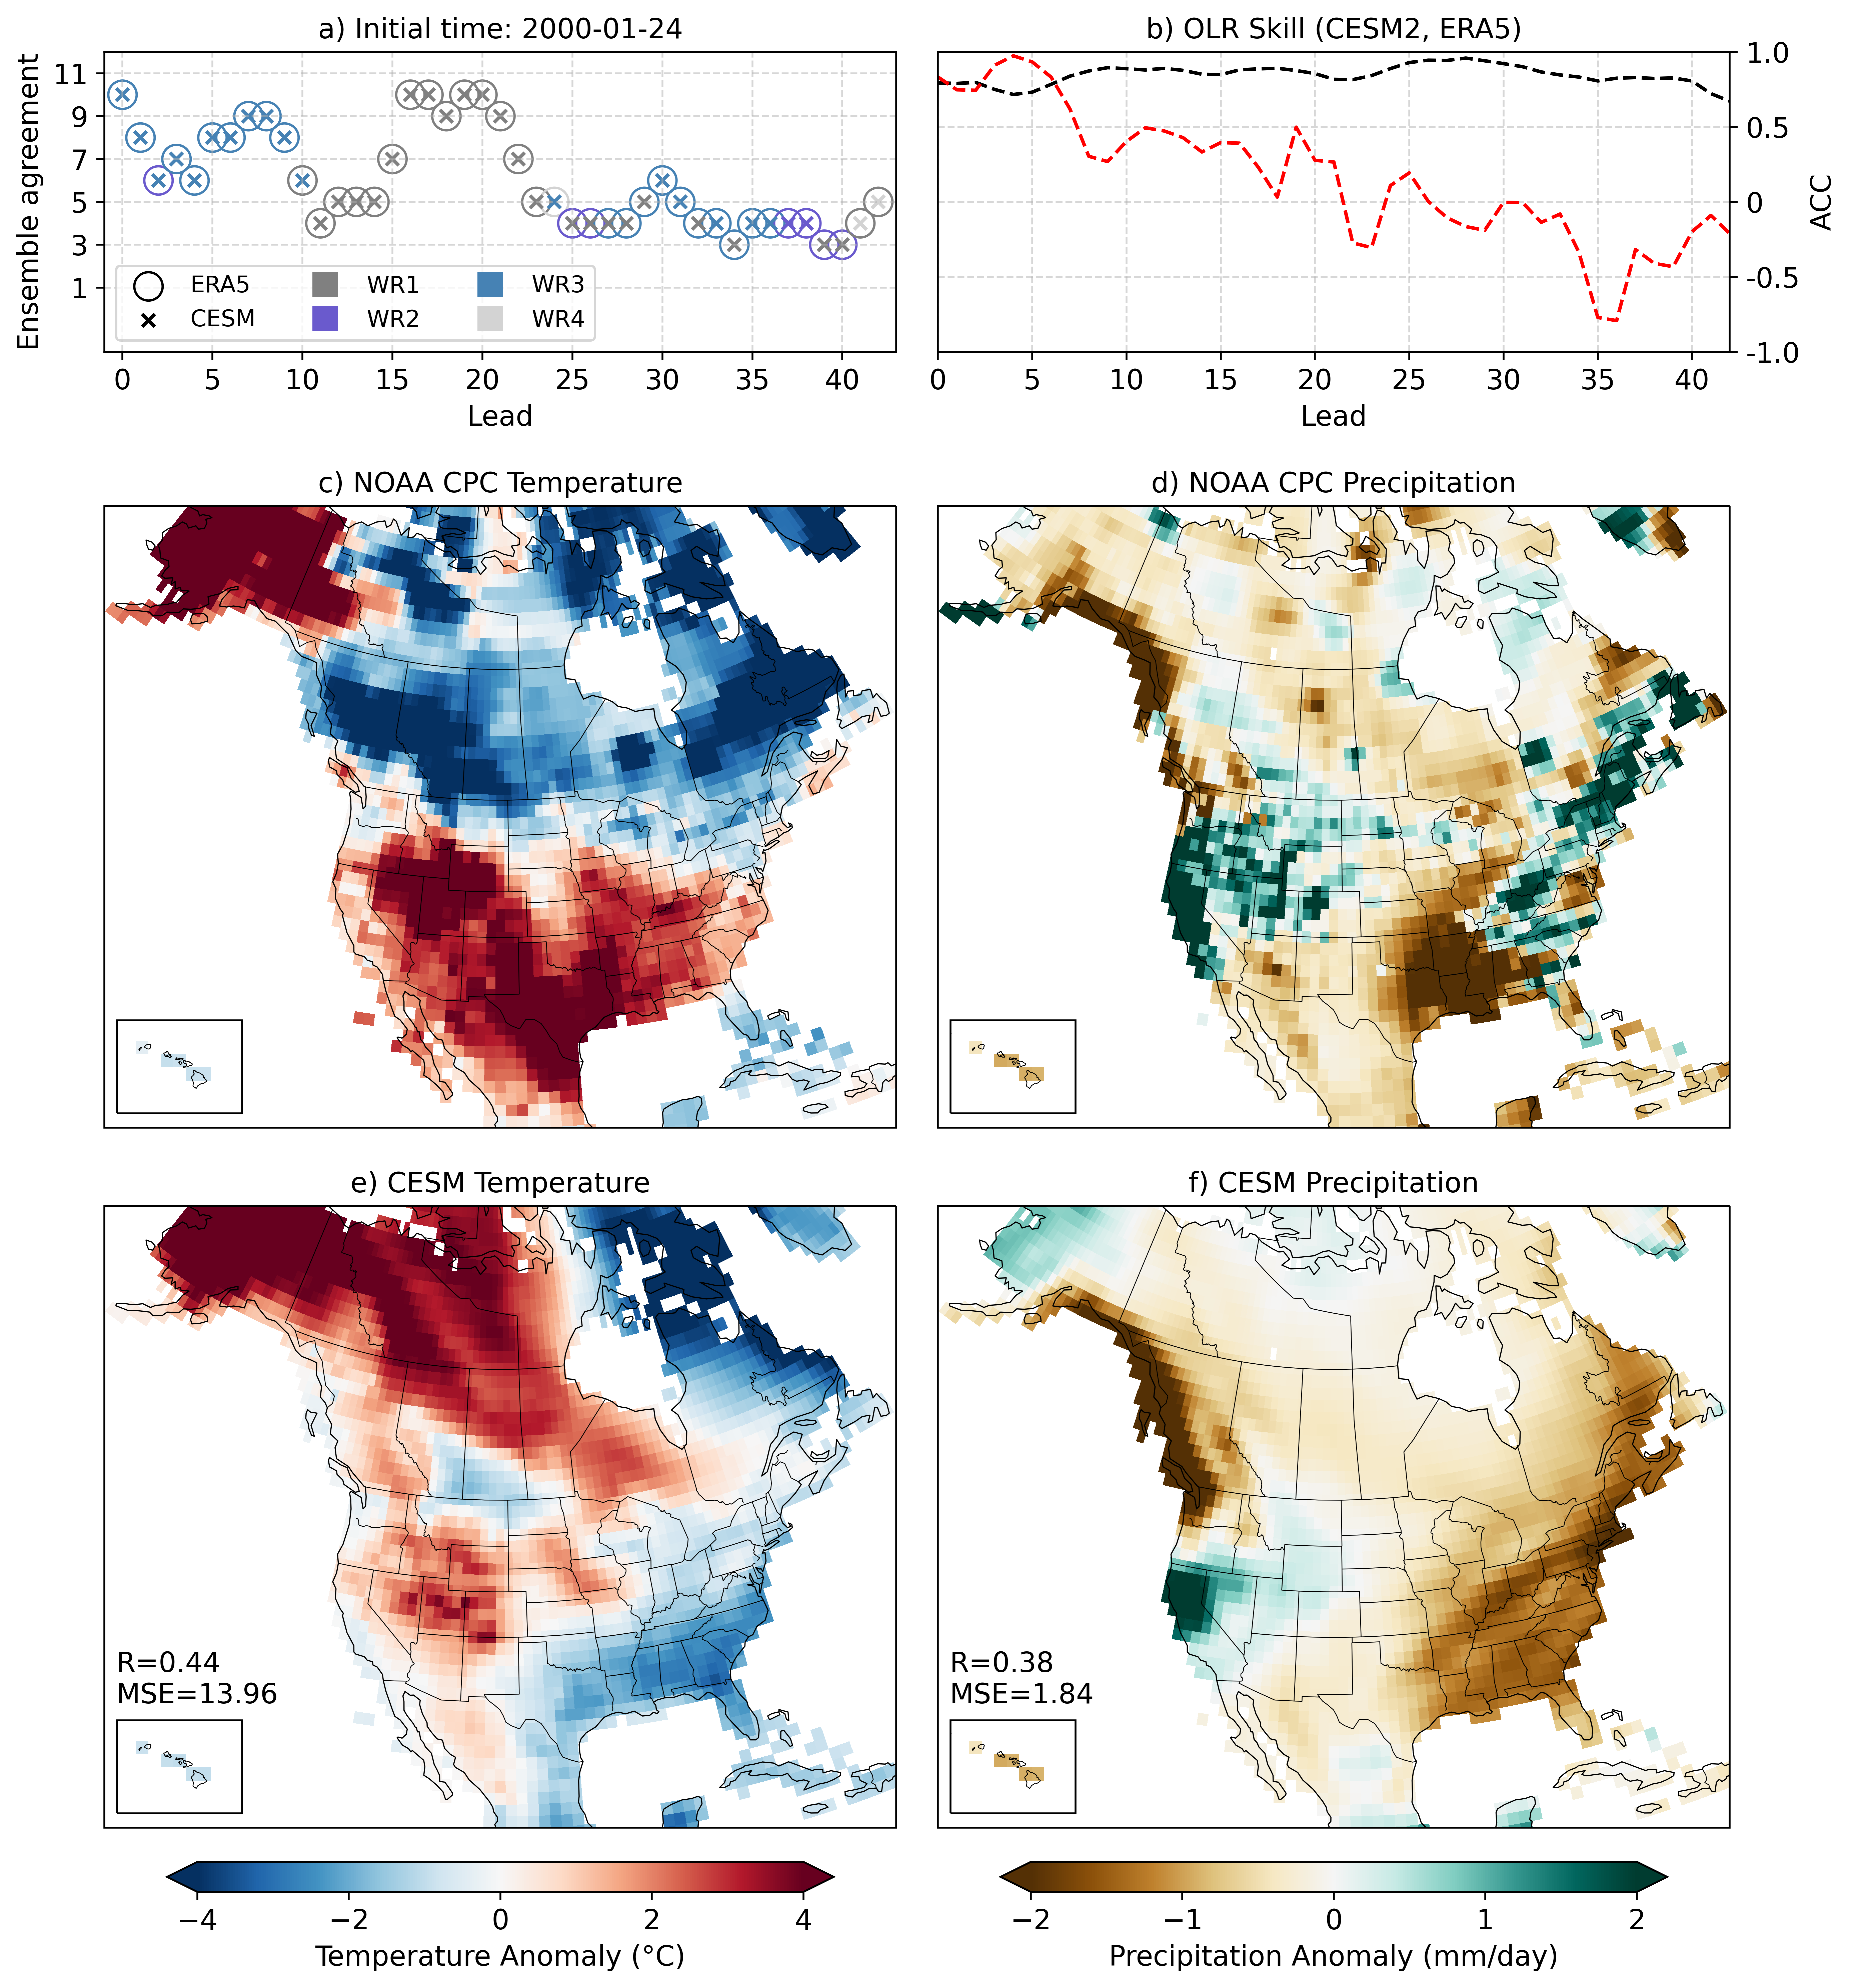 a) Initial time: 2000-01-24
Ensemble agreement
11
9
7
5
3
1
ERA5
CESM
WR1
WR2
WR3
WR4
0 5 10 15 20 25 30 35 40
Lead
b) OLR Skill (CESM2, ERA5)
1.0
0.5
0
-0.5
-1.0
ACC
0 5 10 15 20 25 30 35 40
Lead
c) NOAA CPC Temperature
d) NOAA CPC Precipitation
e) CESM Temperature
R=0.44
MSE=13.96
f) CESM Precipitation
R=0.38
MSE=1.84
−4 −2 0 2 4
Temperature Anomaly (°C)
−2 −1 0 1 2
Precipitation Anomaly (mm/day)